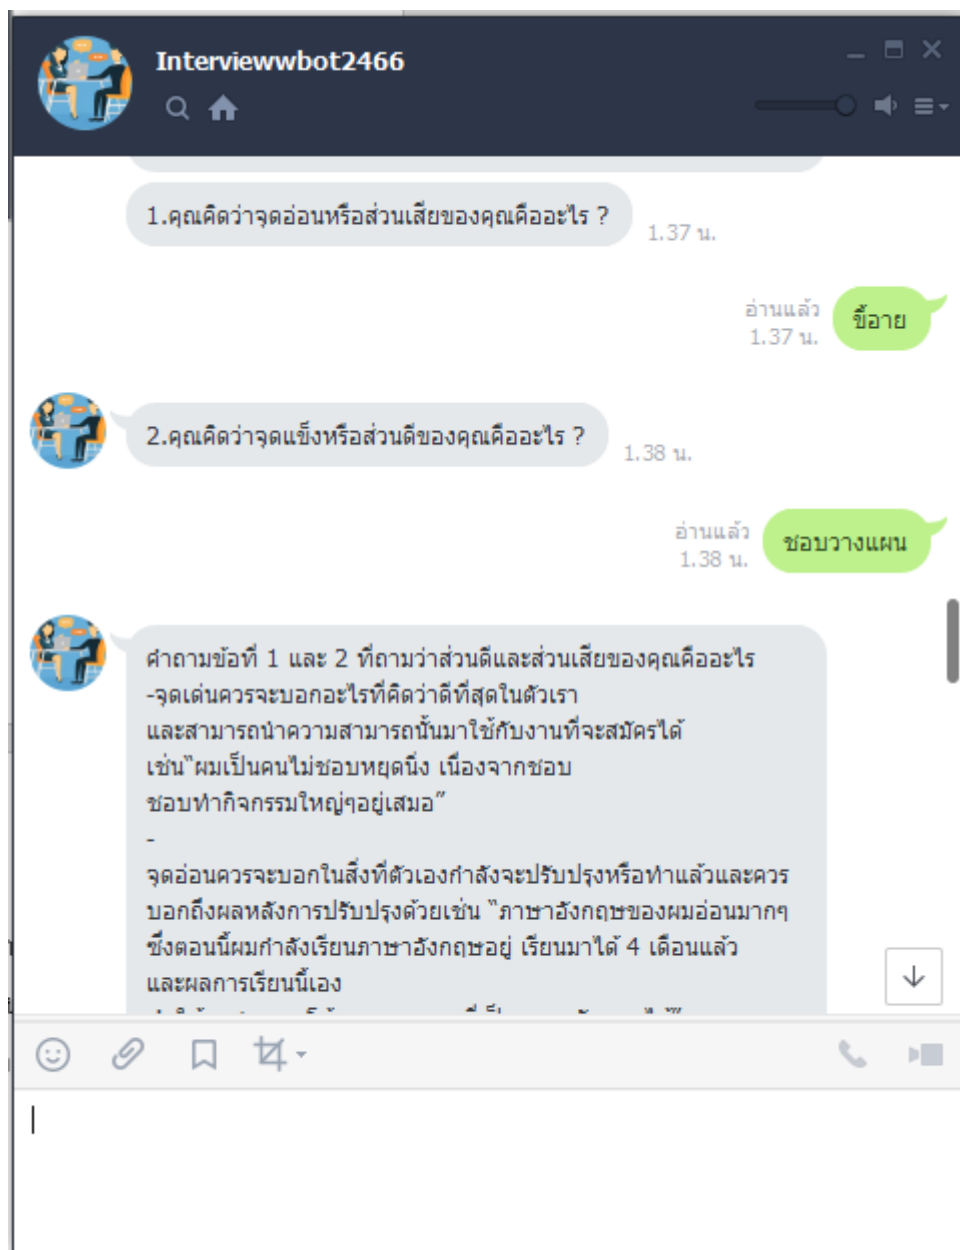 Interviewwbot2466
1.คุณคิดว่าจุดอ่อนหรือส่วนเสียของคุณคืออะไร ?
1.37 น.
อ่านแล้ว
1.37 น.
ขี้อาย
2.คุณคิดว่าจุดแข็งหรือส่วนดีของคุณคืออะไร ?
1.38 น.
อ่านแล้ว
1.38 น.
ชอบวางแผน
คำถามข้อที่ 1 และ 2 ที่ถามว่าส่วนดีและส่วนเสียของคุณคืออะไร
-จุดเด่นควรจะบอกอะไรที่คิดว่าดีที่สุดในตัวเรา
และสามารถนำความสามารถนั้นมาใช้กับงานที่จะสมัครได้
เช่น"ผมเป็นคนไม่ชอบหยุดนิ่ง เนื่องจากชอบ
ชอบทำกิจกรรมใหญ่ๆอยู่เสมอ"
-
จุดอ่อนควรจะบอกในสิ่งที่ตัวเองกำลังจะปรับปรุงหรือทำแล้วและควร
บอกถึงผลหลังการปรับปรุงด้วยเช่น "ภาษาอังกฤษของผมอ่อนมากๆ
ซึ่งตอนนี้ผมกำลังเรียนภาษาอังกฤษอยู่ เรียนมาได้ 4 เดือนแล้ว
และผลการเรียนนี้เอง